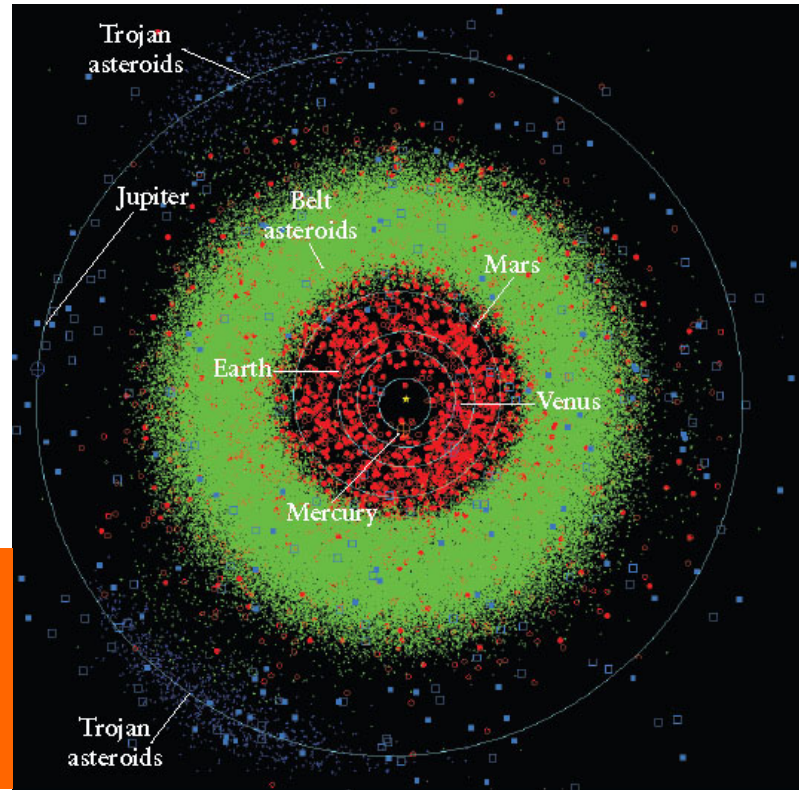 Trojan
asteroids
Jupiter
Belt
asteroids
Mars
Earth
Venus
Mercury
Trojan
asteroids